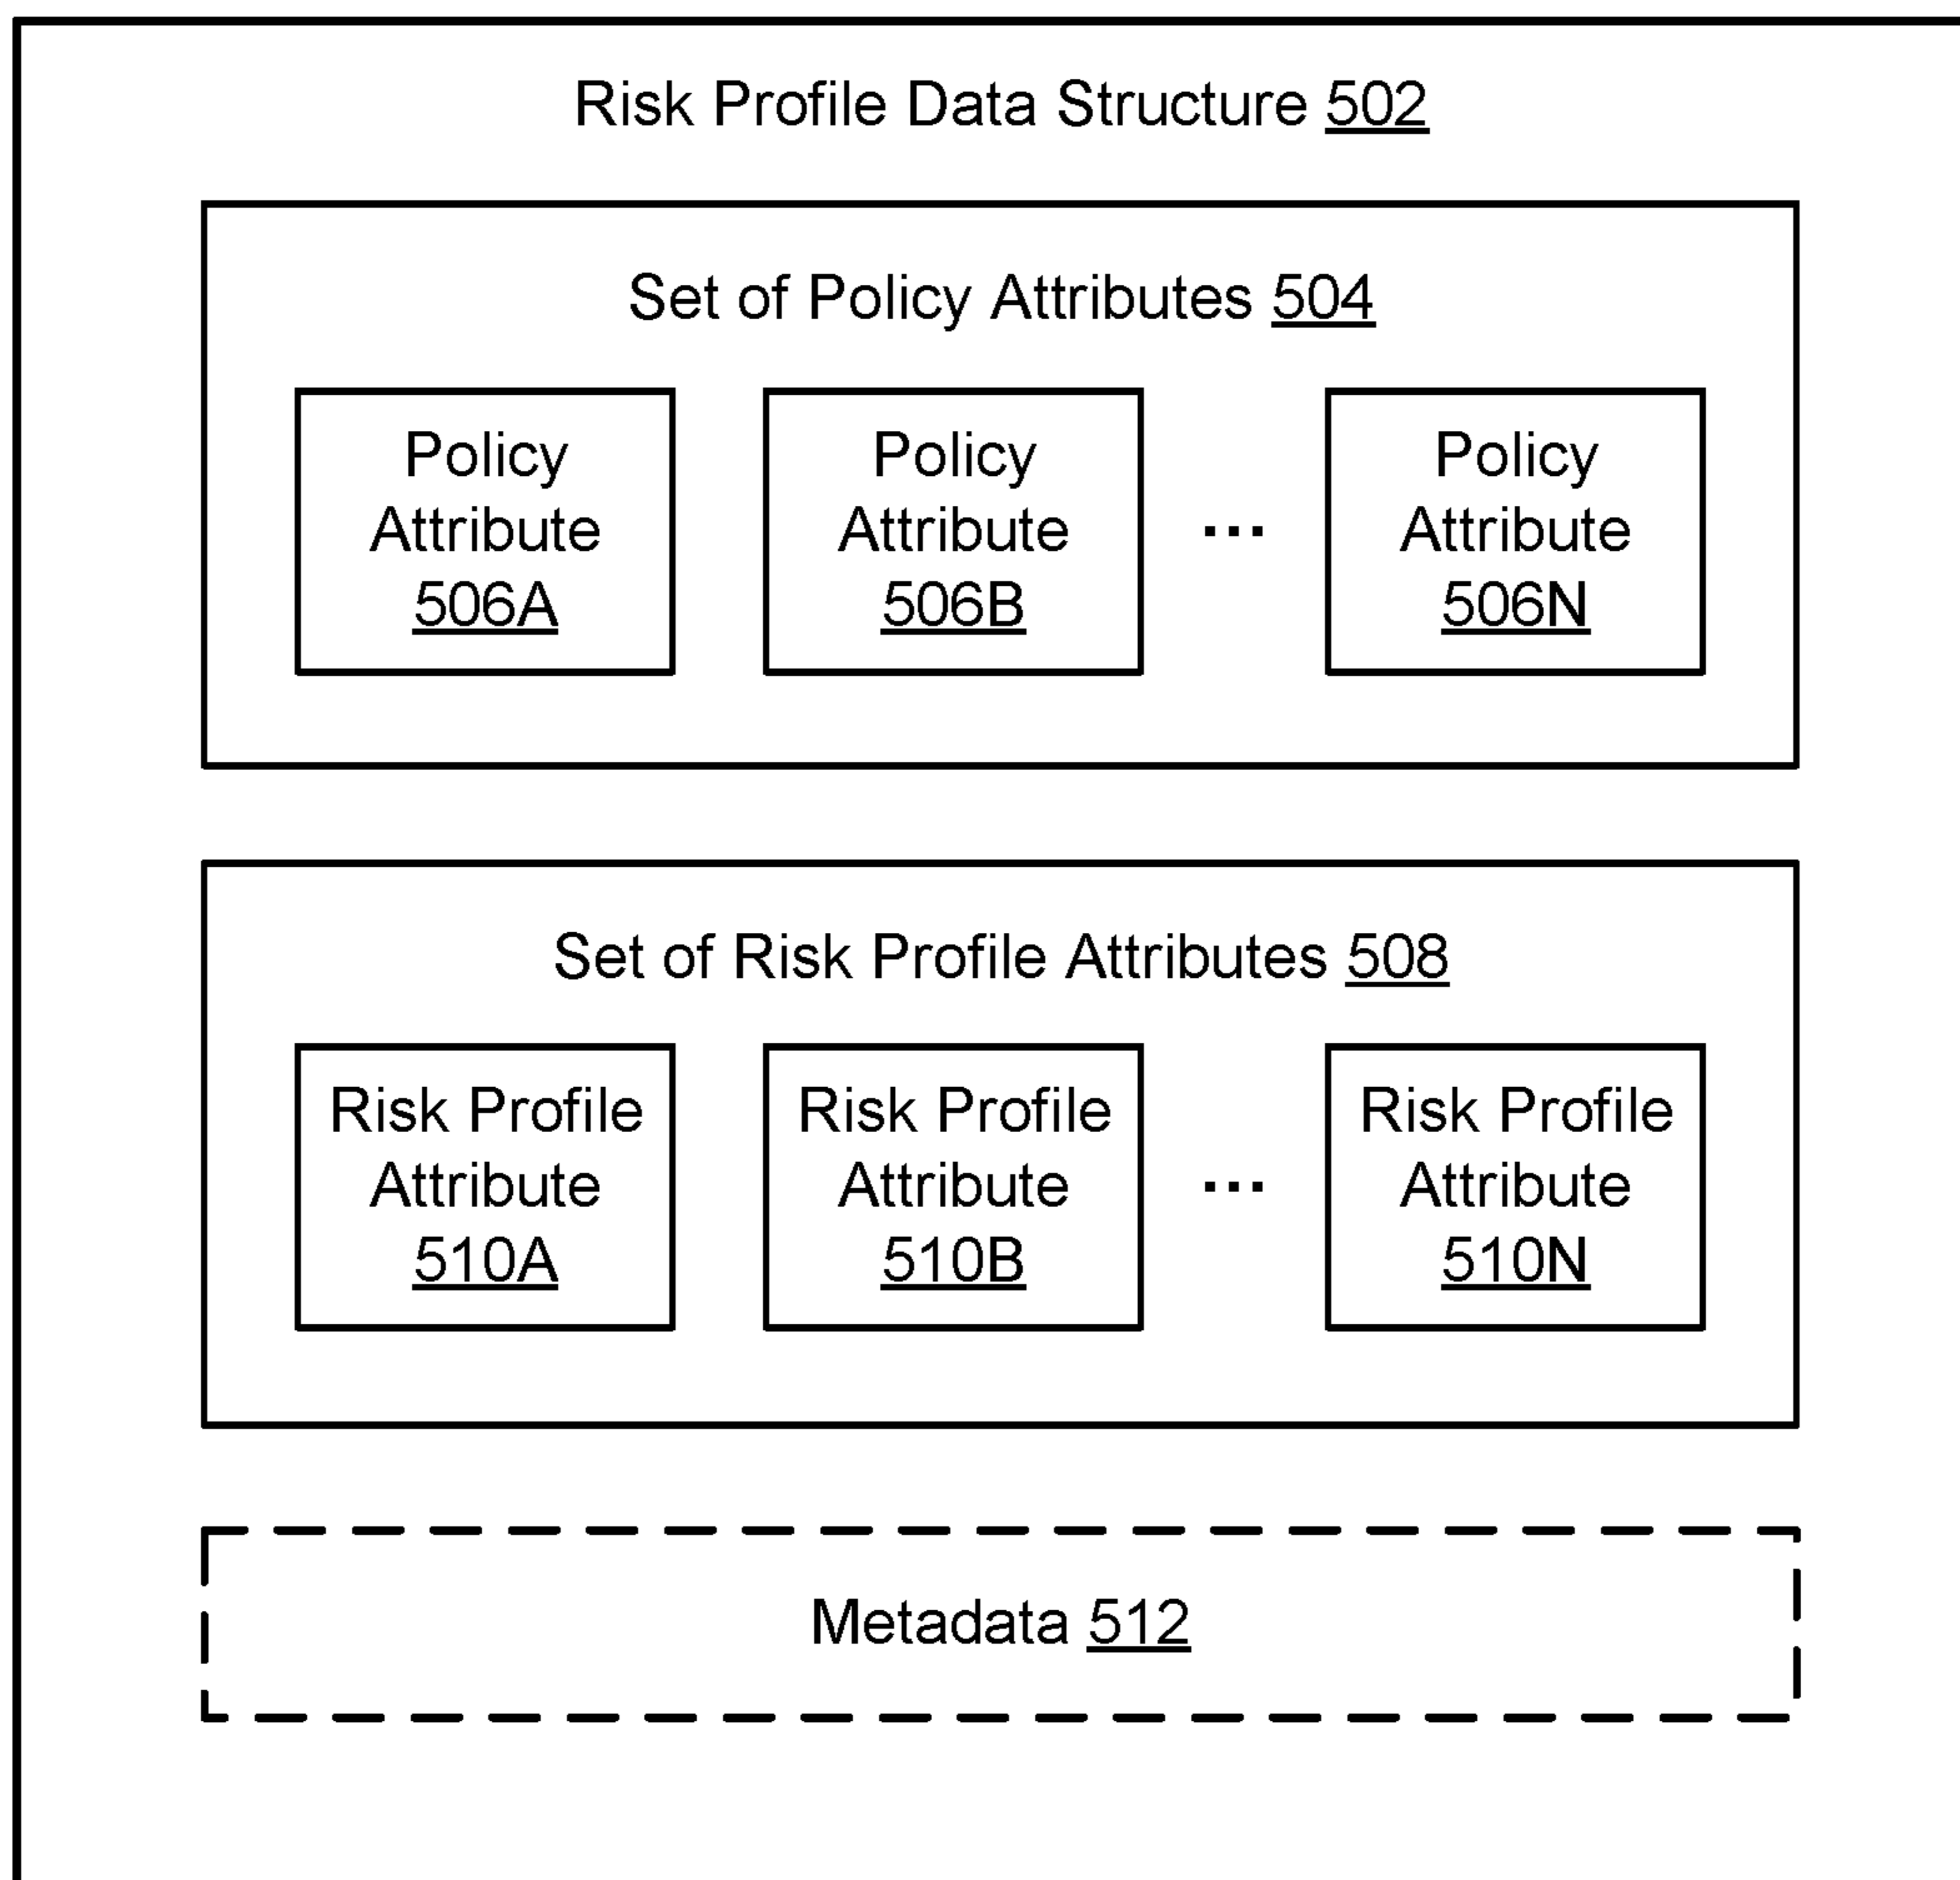 Risk Profile Data Structure 502
Set of Policy Attributes 504
Policy
Attribute
506A
Policy
Attribute
506B
...
Policy
Attribute
506N
Set of Risk Profile Attributes 508
Risk Profile
Attribute
510A
Risk Profile
Attribute
510B
...
Risk Profile
Attribute
510N
Metadata 512